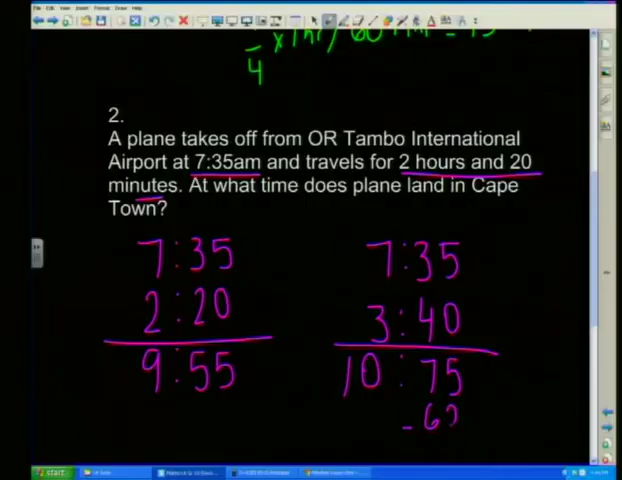 4
2.
A plane takes off from OR Tambo International
Airport at 7:35am and travels for 2 hours and 20
minutes. At what time does plane land in Cape
Town?
7:35
2:20
9:55
7:35
3:40
10:75
start